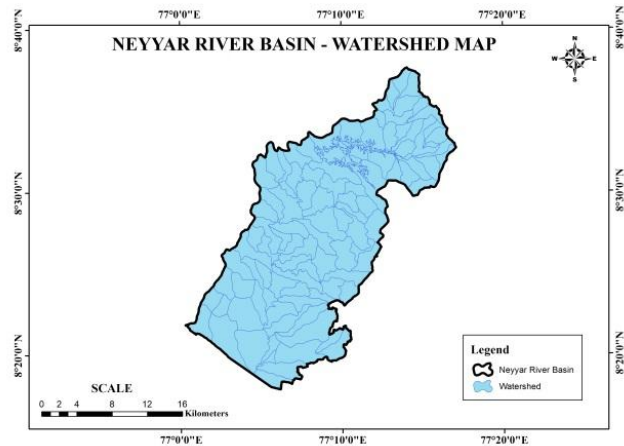 77°0'0"E 77°10'0"E 77°20'0"E
8°40'0"N 8°40'0"N
NEYYAR RIVER BASIN - WATERSHED MAP
N
W E
S
8°30'0"N 8°30'0"N
8°20'0"N 8°20'0"N
Legend
Neyyar River Basin
Watershed
SCALE
0 2 4 8 12 16
Kilometers
77°0'0"E 77°10'0"E 77°20'0"E